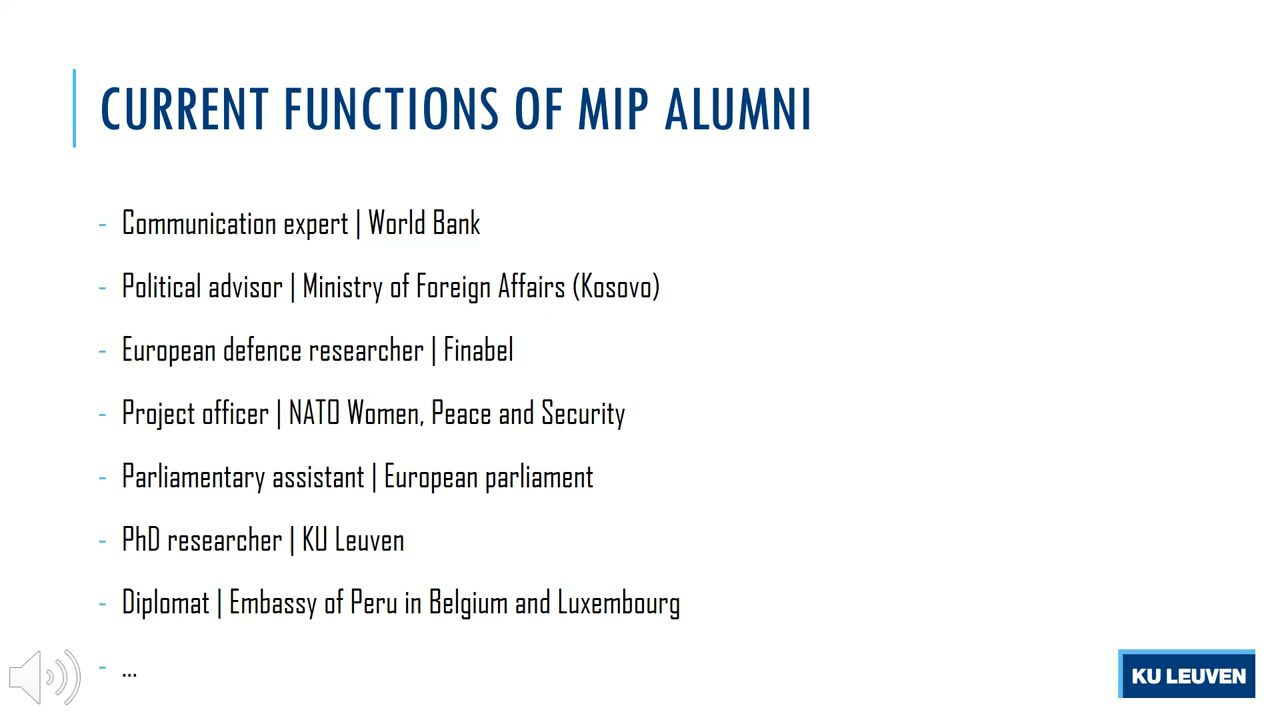 CURRENT FUNCTIONS OF MIP ALUMNI
- Communication expert | World Bank
- Political advisor | Ministry of Foreign Affairs (Kosovo)
- European defence researcher | Finabel
- Project officer | NATO Women, Peace and Security
- Parliamentary assistant | European parliament
- PhD researcher | KU Leuven
- Diplomat | Embassy of Peru in Belgium and Luxembourg
- ...
KU LEUVEN